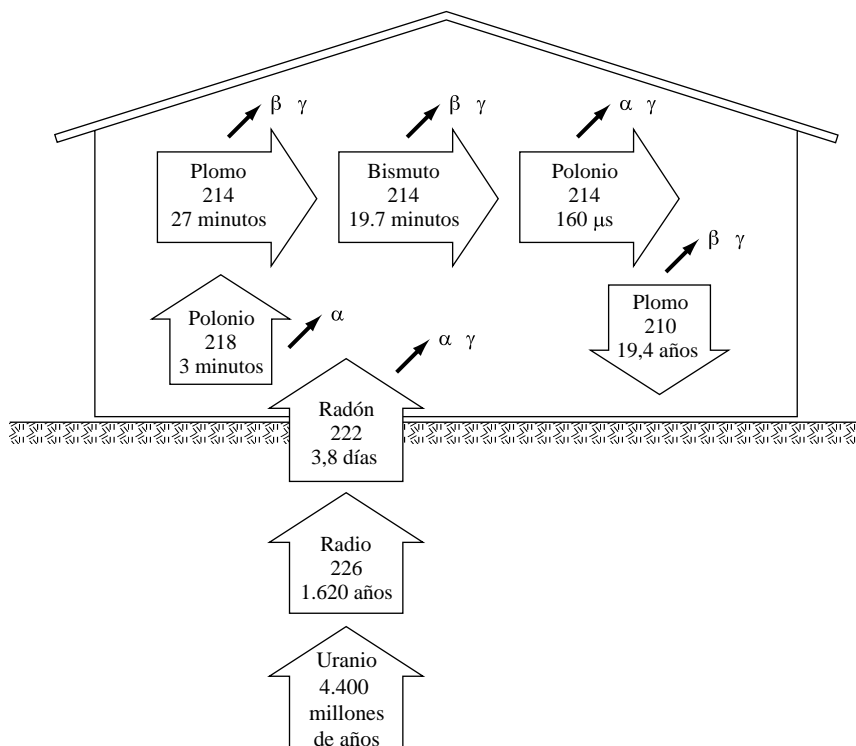 β γ
Plomo
214
27 minutos
β γ
Bismuto
214
19.7 minutos
α γ
Polonio
214
160 μs
β γ
Plomo
210
19,4 años
α
Polonio
218
3 minutos
α γ
Radón
222
3,8 días
Radio
226
1.620 años
Uranio
4.400
millones
de años